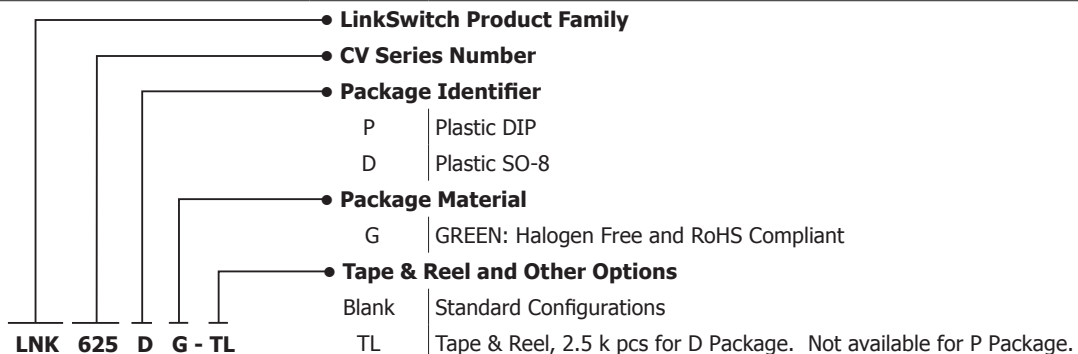 LinkSwitch Product Family
CV Series Number
Package Identifier
P Plastic DIP
D Plastic SO-8
Package Material
G GREEN: Halogen Free and RoHS Compliant
Tape & Reel and Other Options
Blank Standard Configurations
LNK 625 D G - TL
TL Tape & Reel, 2.5 k pcs for D Package. Not available for P Package.